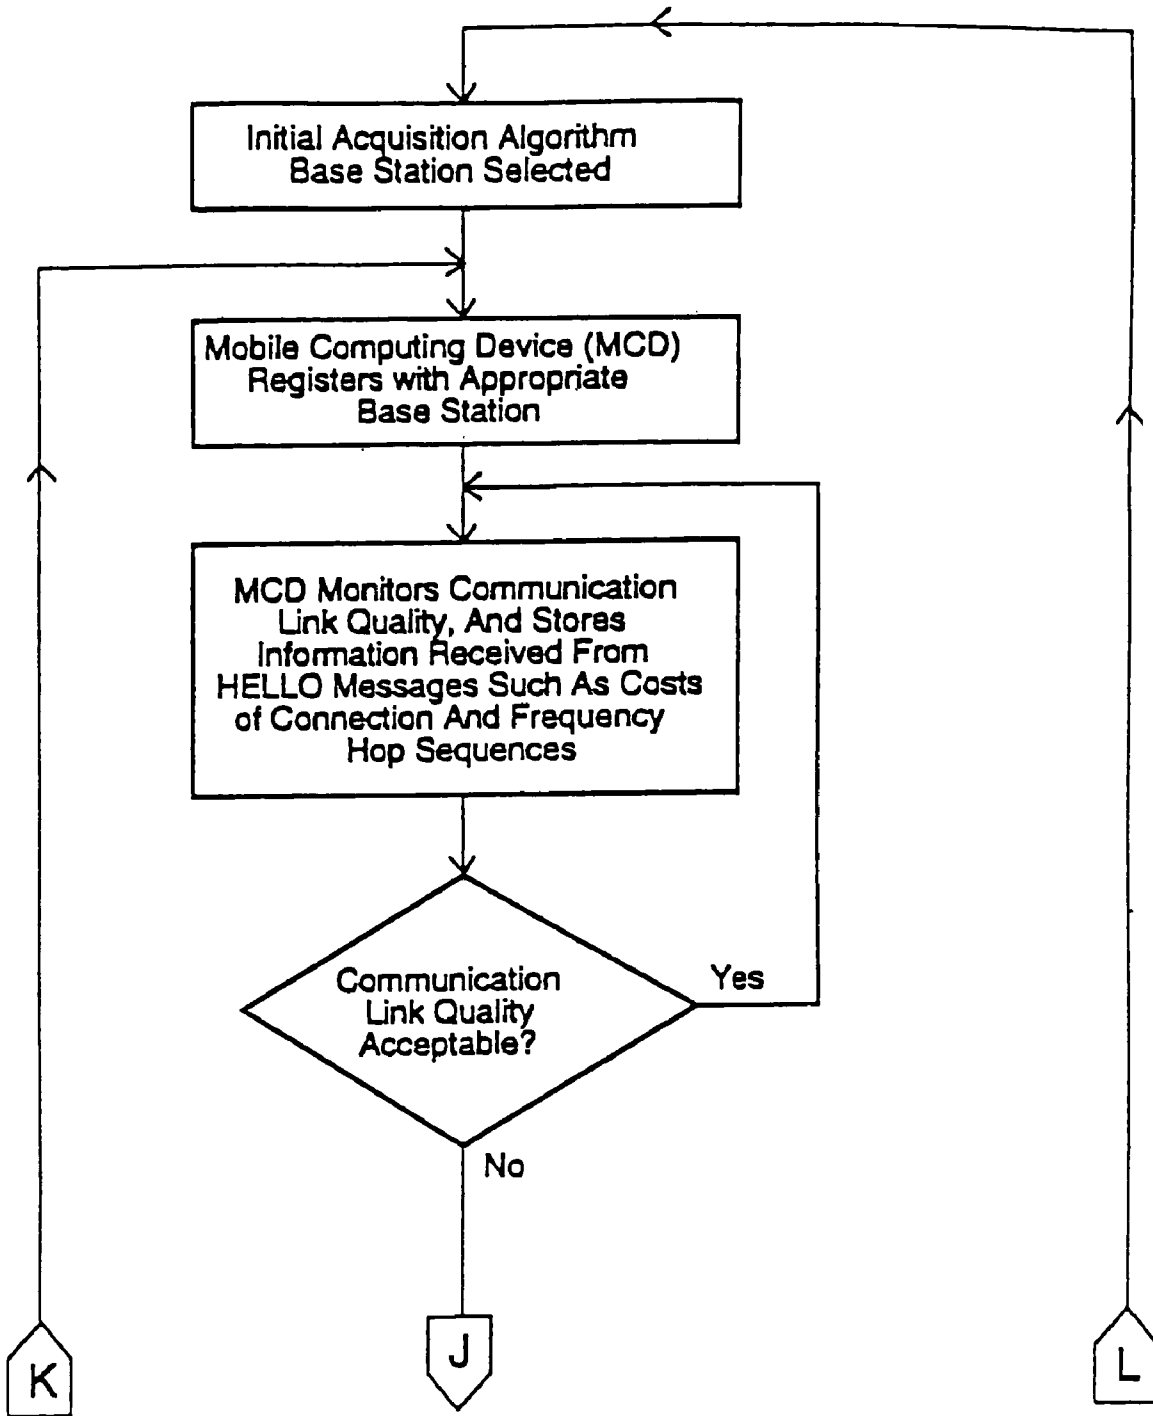 Initial Acquisition Algorithm
Base Station Selected
Mobile Computing Device (MCD)
Registers with Appropriate
Base Station
MCD Monitors Communication
Link Quality, And Stores
Information Received From
HELLO Messages Such As Costs
of Connection And Frequency
Hop Sequences
Communication
Link Quality
Acceptable?
Yes
No
K
J
L